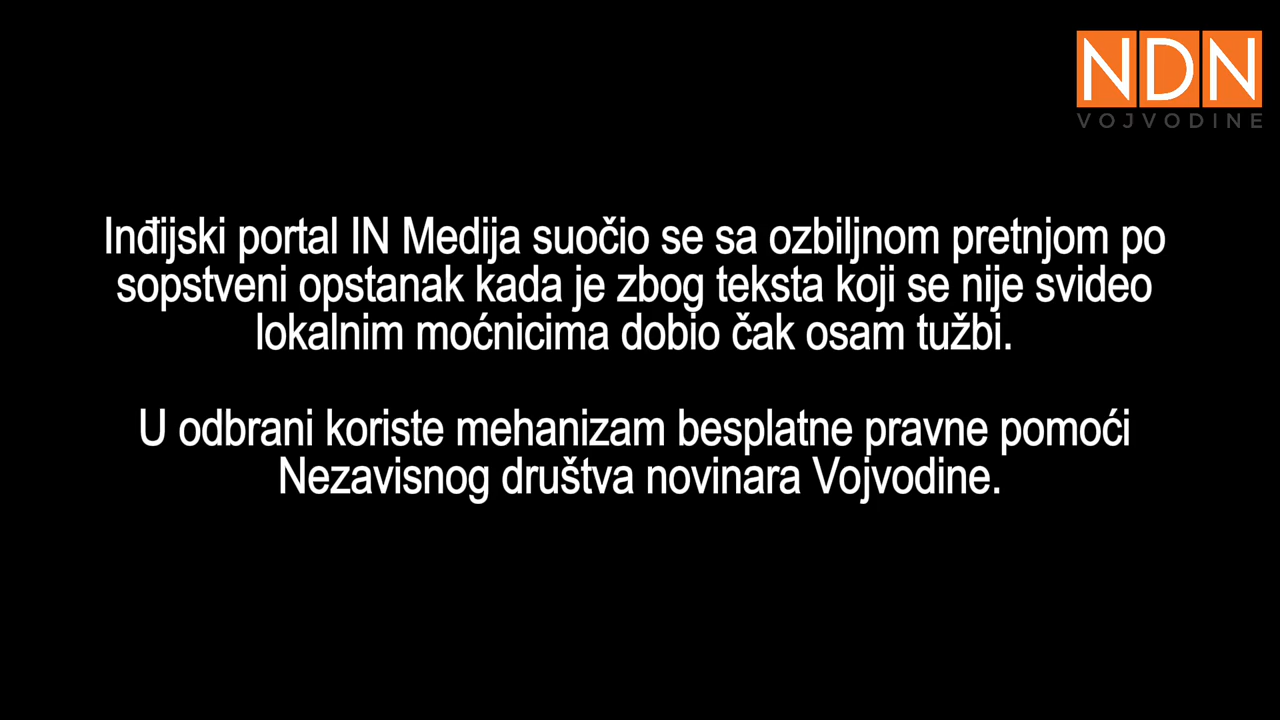 NDN
VOJVODINE
Inđijski portal IN Medija suočio se sa ozbiljnom pretnjom po
sopstveni opstanak kada je zbog teksta koji se nije svideo
lokalnim moćnicima dobio čak osam tužbi.
U odbrani koriste mehanizam besplatne pravne pomoći
Nezavisnog društva novinara Vojvodine.